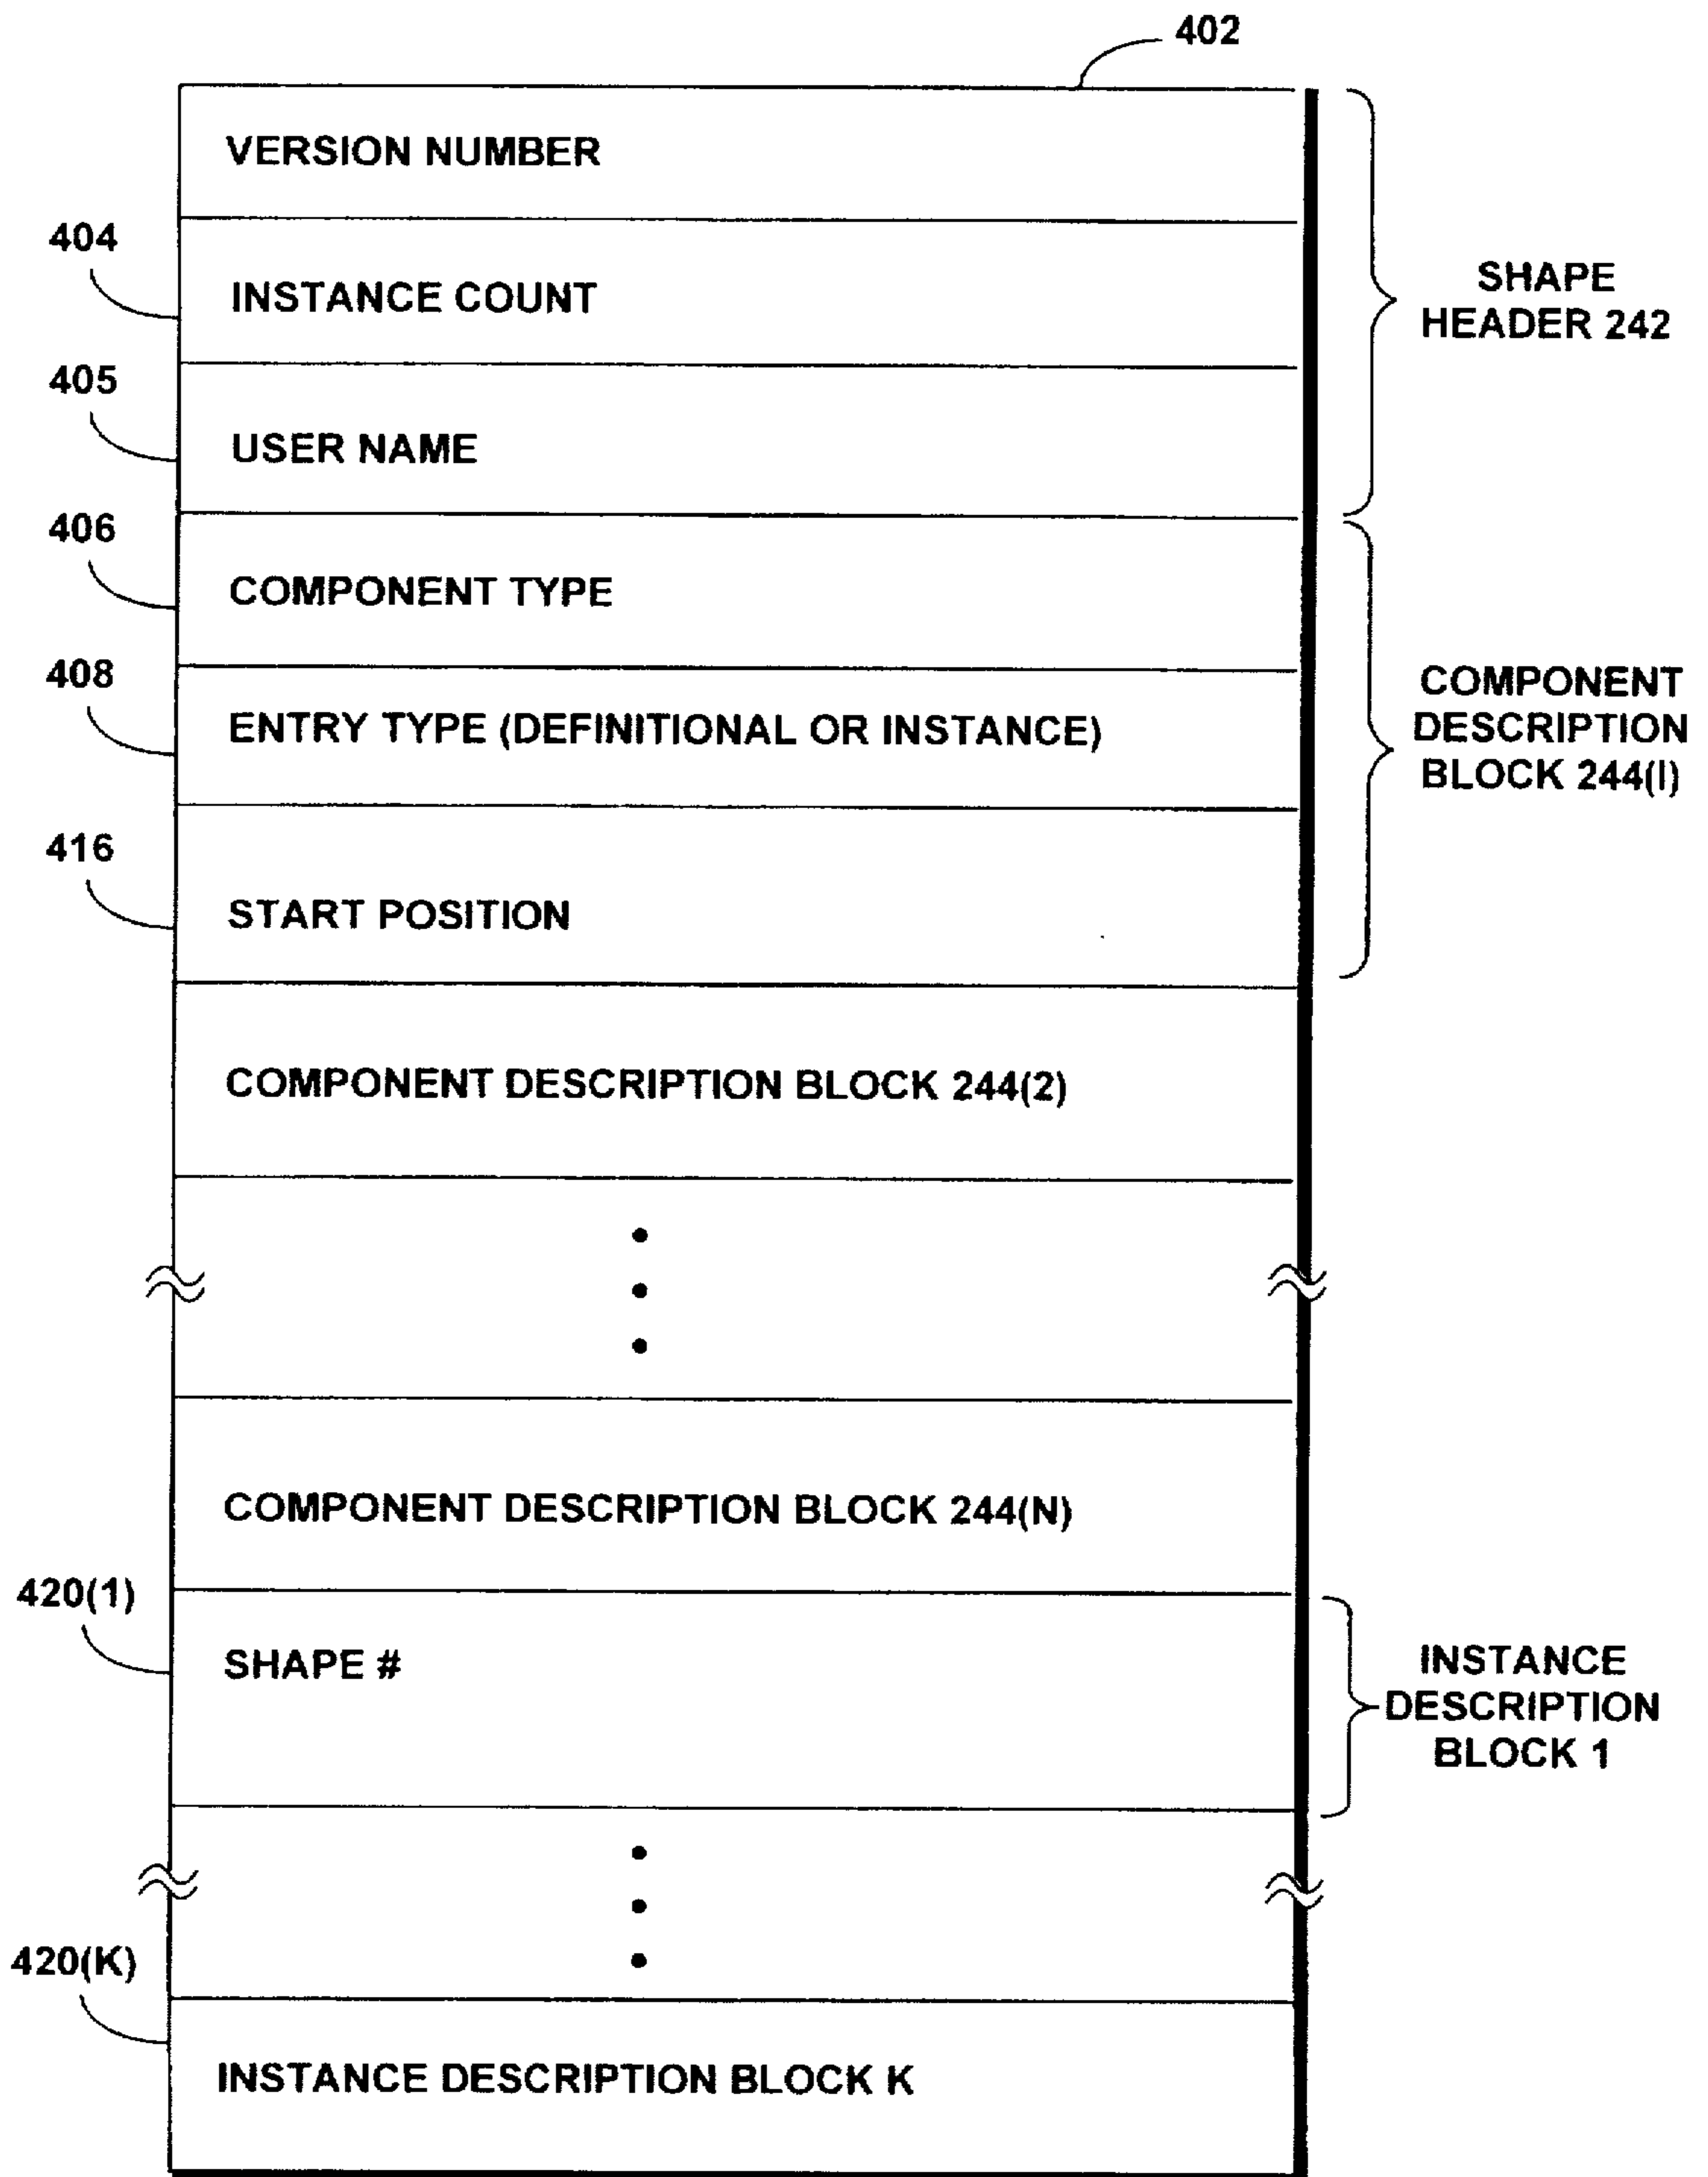 402
VERSION NUMBER
404
INSTANCE COUNT
SHAPE
HEADER 242
405
USER NAME
406
COMPONENT TYPE
408
ENTRY TYPE (DEFINITIONAL OR INSTANCE)
COMPONENT
DESCRIPTION
BLOCK 244(I)
416
START POSITION
COMPONENT DESCRIPTION BLOCK 244(2)
COMPONENT DESCRIPTION BLOCK 244(N)
420(1)
SHAPE #
INSTANCE
DESCRIPTION
BLOCK 1
420(K)
INSTANCE DESCRIPTION BLOCK K